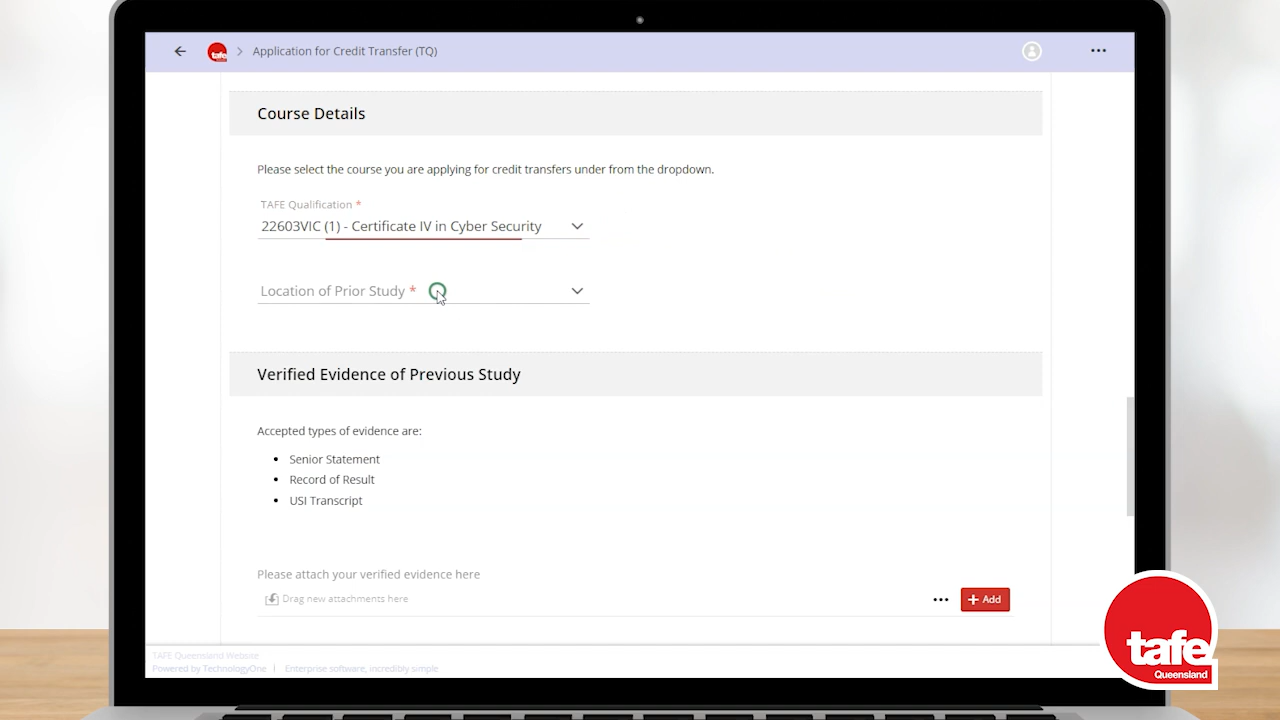 tafe
Application for Credit Transfer (TQ)
Course Details
Please select the course you are applying for credit transfers under from the dropdown.
TAFE Qualification *
22603VIC (1) - Certificate IV in Cyber Security
Location of Prior Study *
Verified Evidence of Previous Study
Accepted types of evidence are:
Senior Statement
Record of Result
USI Transcript
Please attach your verified evidence here
Drag new attachments here
+ Add
TAFE Queensland Website
Powered by TechnologyOne | Enterprise software, incredibly simple
tafe
Queensland